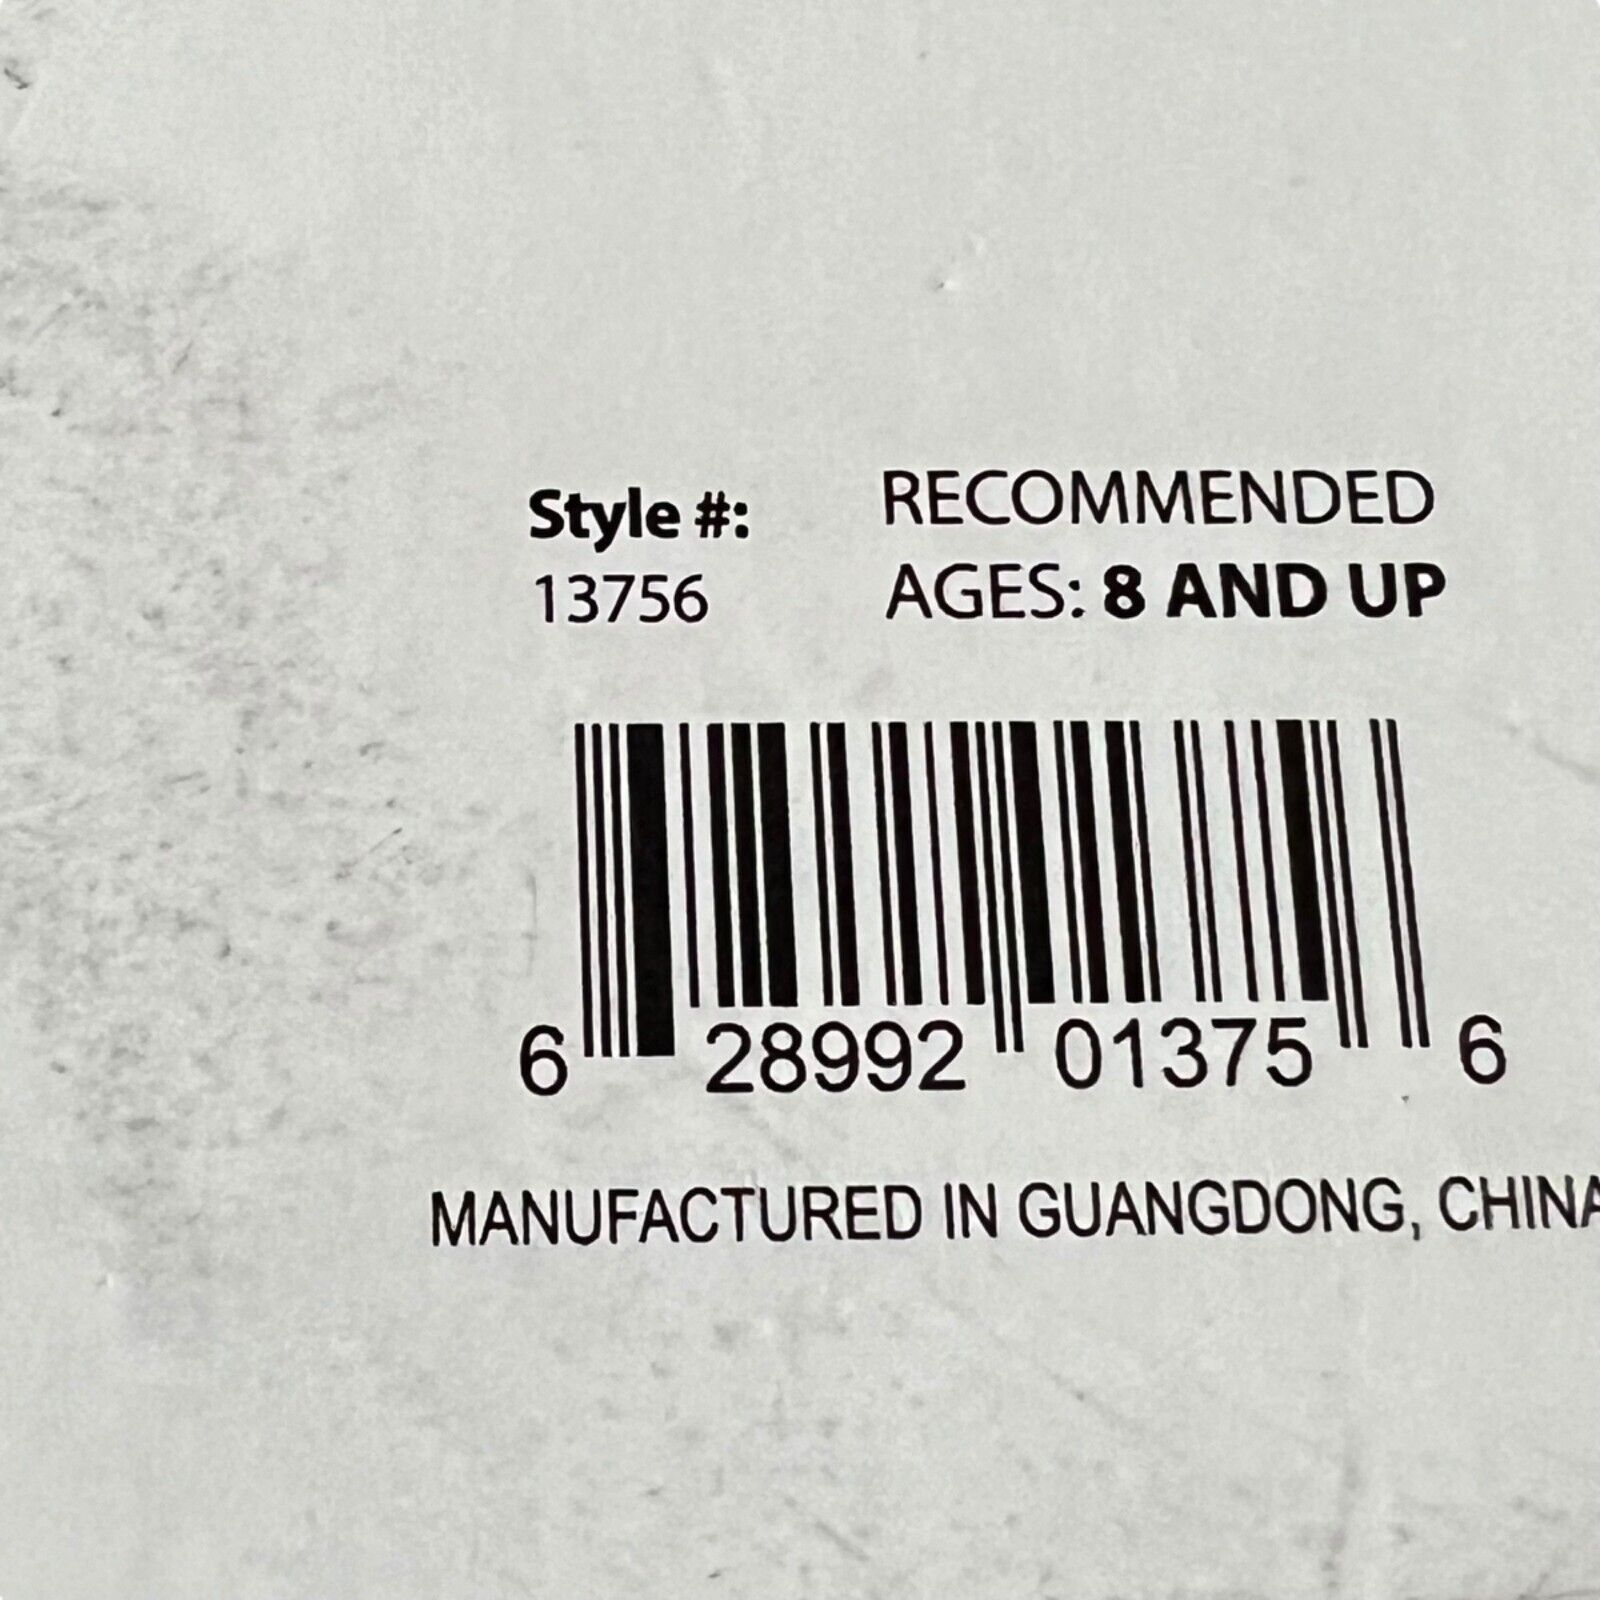 Style #:
13756
RECOMMENDED
AGES: 8 AND UP
6 28992 01375 6
MANUFACTURED IN GUANGDONG, CHINA